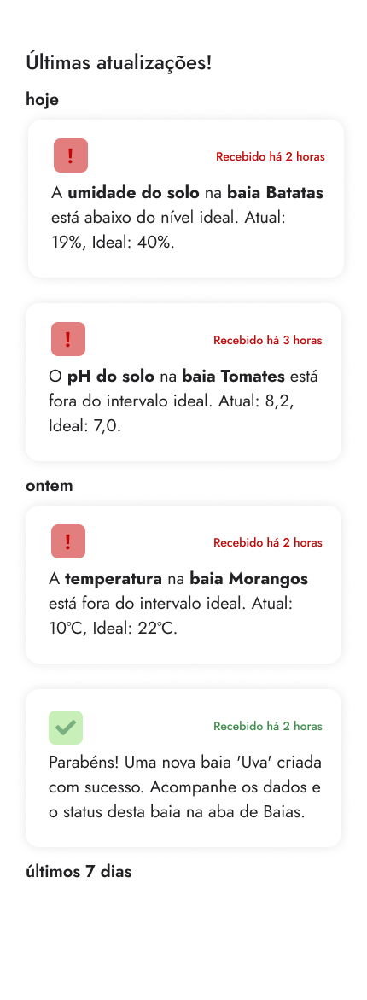 Últimas atualizações!
hoje
!
Recebido há 2 horas
A umidade do solo na baia Batatas
está abaixo do nível ideal. Atual:
19%, Ideal: 40%.
!
Recebido há 3 horas
O pH do solo na baia Tomates está
fora do intervalo ideal. Atual: 8,2,
Ideal: 7,0.
ontem
!
Recebido há 2 horas
A temperatura na baia Morangos
está fora do intervalo ideal. Atual:
10°C, Ideal: 22°C.
Recebido há 2 horas
Parabéns! Uma nova baia 'Uva' criada
com sucesso. Acompanhe os dados e
o status desta baia na aba de Baias.
últimos 7 dias